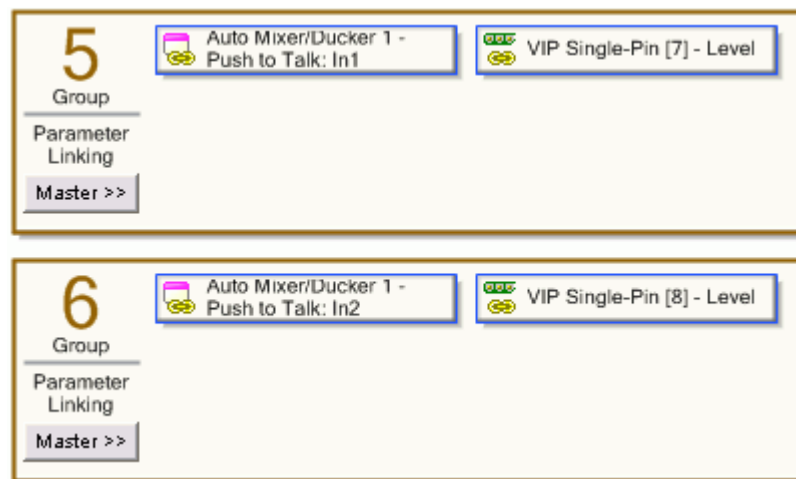 5
Group
Parameter
Linking
Master >>
Auto Mixer/Ducker 1 -
Push to Talk: In1
VIP Single-Pin [7] - Level
6
Group
Parameter
Linking
Master >>
Auto Mixer/Ducker 1 -
Push to Talk: In2
VIP Single-Pin [8] - Level